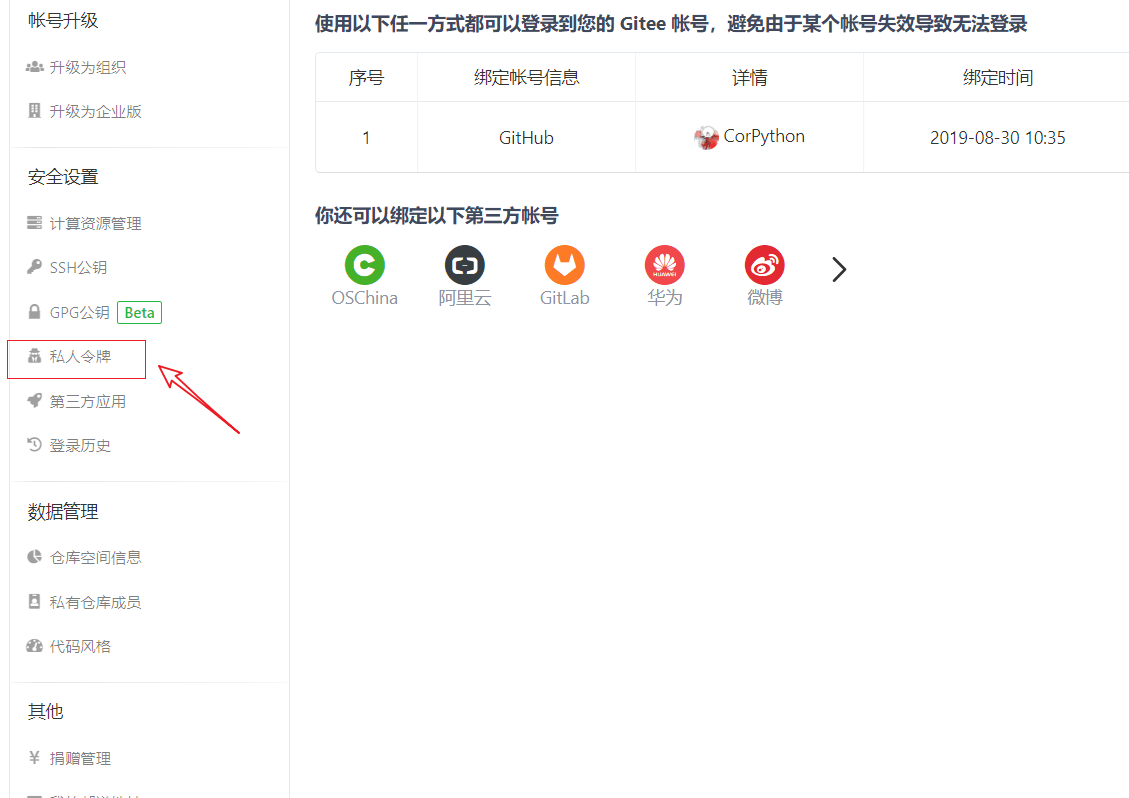 帐号升级
升级为组织
升级为企业版
安全设置
计算资源管理
SSH公钥
GPG公钥 Beta
私人令牌
第三方应用
登录历史
数据管理
仓库空间信息
私有仓库成员
代码风格
其他
¥ 捐赠管理
使用以下任一方式都可以登录到您的 Gitee 帐号，避免由于某个帐号失效导致无法登录
序号 绑定帐号信息 详情 绑定时间
1 GitHub CorPython 2019-08-30 10:35
你还可以绑定以下第三方帐号
HUAWEI
OSChina 阿里云 GitLab 华为 微博